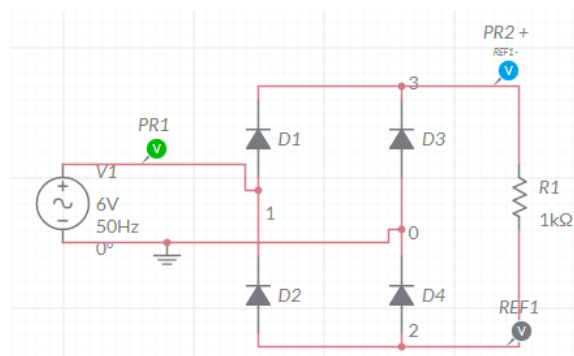 PR2 +
REF1-
V
3
PR1
V
D1
D3
V1
R1
6V
1
1kΩ
50Hz
0
0°
D2
D4
REF1
2
V